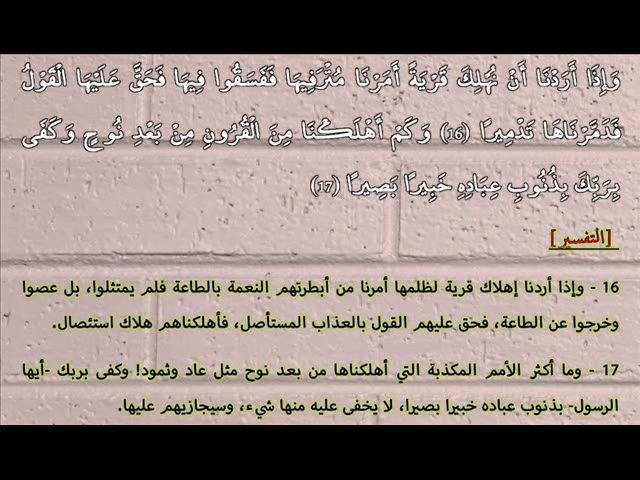 وَإِذَا أَرَدْنَا أَنْ نُهْلِكَ قَرْيَةً أَمَرْنَا مُتْرَفِيهَا فَفَسَقُوا فِيهَا فَحَقَّ عَلَيْهَا الْقَوْلُ
فَدَمَّرْنَاهَا تَدْمِيرًا (16) وَكَمْ أَهْلَكْنَا مِنَ الْقُرُونِ مِنْ بَعْدِ نُوحٍ وَكَفَى
بِرَبِّكَ بِذُنُوبِ عِبَادِهِ خَبِيرًا بَصِيرًا (17)
[التفسير]
16 - وإذا أردنا إهلاك قرية لظلمها أمرنا من أبطرتهم النعمة بالطاعة فلم يمتثلوا، بل عصوا
وخرجوا عن الطاعة، فحق عليهم القول بالعذاب المستأصل، فأهلكناهم هلاك استئصال.
17 - وما أكثر الأمم المكذبة التي أهلكناها من بعد نوح مثل عاد وثمود! وكفى بربك -أيها
الرسول- بذنوب عباده خبيرا بصيرا، لا يخفى عليه منها شيء، وسيجازيهم عليها.